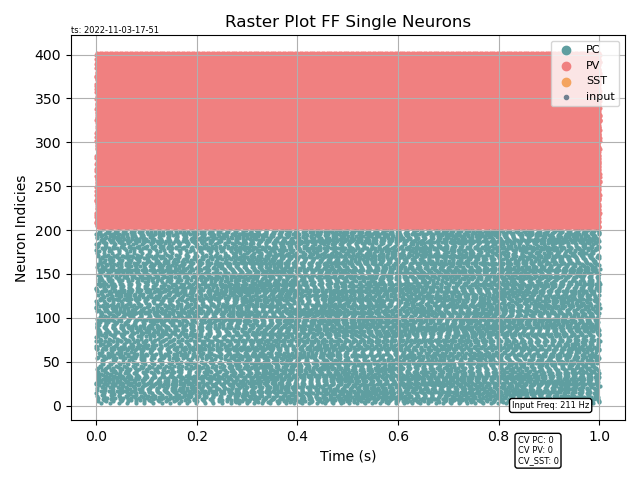 Raster Plot FF Single Neurons
ts: 2022-11-03-17-51
PC
PV
SST
input
400
350
300
250
200
150
100
50
0
Neuron Indicies
Input Freq: 211 Hz
0.0 0.2 0.4 0.6 0.8 1.0
Time (s)
CV PC: 0
CV PV: 0
CV_SST: 0